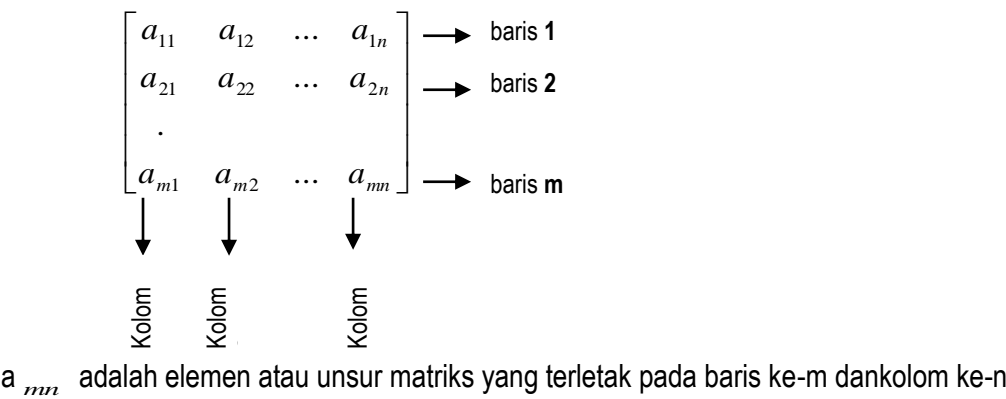 a11 a12 ... a1n baris 1
a21 a22 ... a2n baris 2
.
am1 am2 ... amn baris m
Kolom Kolom Kolom
a mn adalah elemen atau unsur matriks yang terletak pada baris ke-m dankolom ke-n